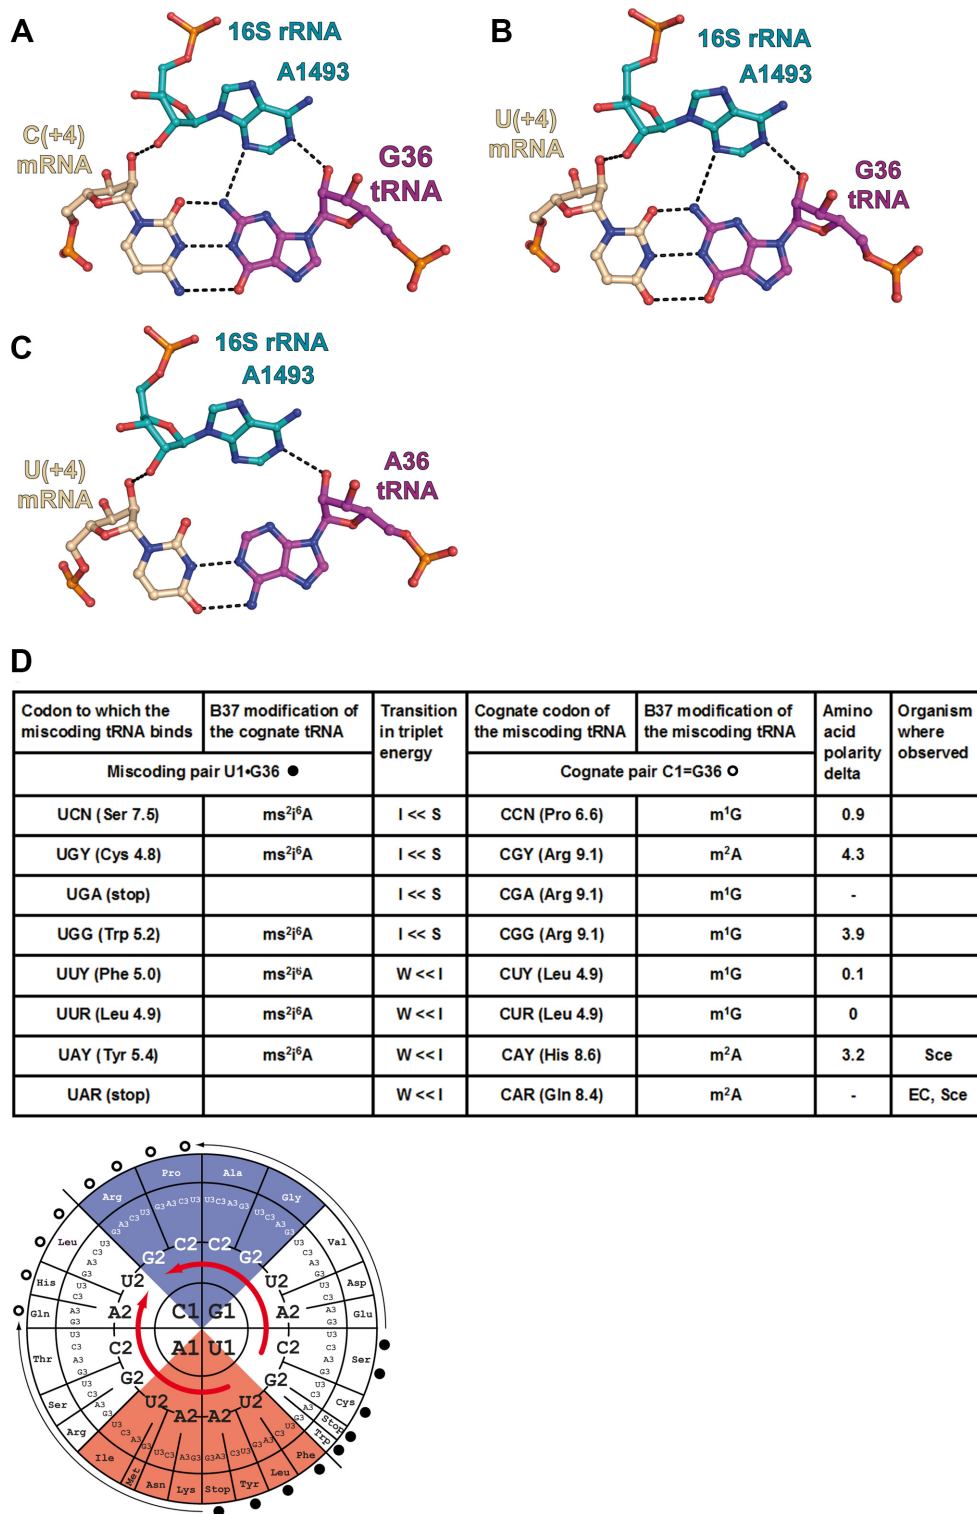 A
16S rRNA
A1493
C(+4)
mRNA
G36
tRNA
B
16S rRNA
A1493
U(+4)
mRNA
G36
tRNA
C
16S rRNA
A1493
U(+4)
mRNA
A36
tRNA
D
Codon to which the miscoding tRNA binds
B37 modification of the cognate tRNA
Transition in triplet energy
Cognate codon of the miscoding tRNA
B37 modification of the miscoding tRNA
Amino acid polarity delta
Organism where observed
Miscoding pair U1•G36 ●
Cognate pair C1=G36 o
UCN (Ser 7.5) ms²i⁶A I << S CCN (Pro 6.6) m¹G 0.9
UGY (Cys 4.8) ms²i⁶A I << S CGY (Arg 9.1) m²A 4.3
UGA (stop) I << S CGA (Arg 9.1) m¹G -
UGG (Trp 5.2) ms²i⁶A I << S CGG (Arg 9.1) m¹G 3.9
UUY (Phe 5.0) ms²i⁶A W << I CUY (Leu 4.9) m¹G 0.1
UUR (Leu 4.9) ms²i⁶A W << I CUR (Leu 4.9) m¹G 0
UAY (Tyr 5.4) ms²i⁶A W << I CAY (His 8.6) m²A 3.2 Sce
UAR (stop) W << I CAR (Gln 8.4) m²A - EC, Sce
Pro Ala
Arg Gly
Leu Val
His Asp
Gln Glu
Thr Ser
Ser Cys
Stop
Arg Trp
Ile Phe
Met Leu
Asn Lys Stop Tyr
G2 C2 C2 G2
U2 U2
A2 C1 G1 A2
C2 A1 U1 C2
G2 G2
U2 A2 A2 U2